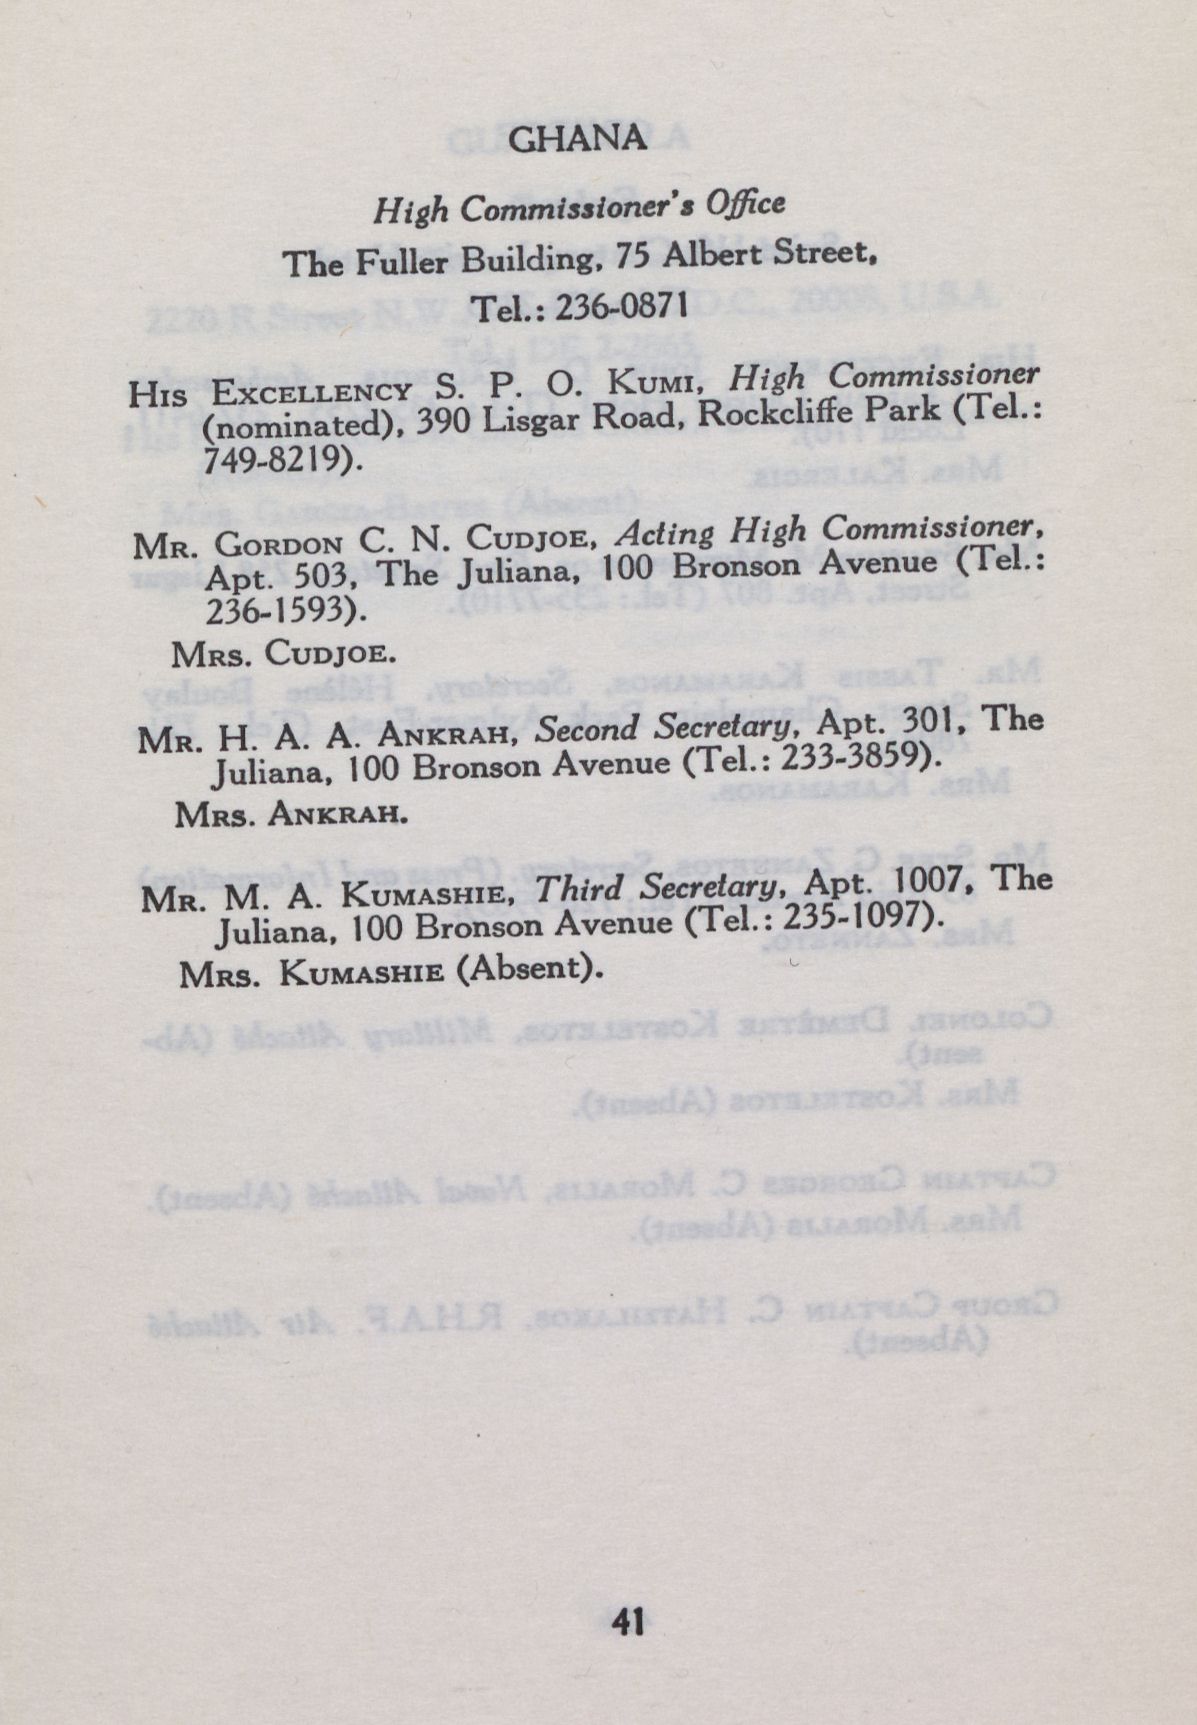 GHANA
High Commissioner's Office
The Fuller Building, 75 Albert Street,
Tel.: 236-0871
HIS EXCELLENCY S. P. O. KUMI, High Commissioner
(nominated), 390 Lisgar Road, Rockcliffe Park (Tel.:
749-8219).
MR. GORDON C. N. CUDJOE, Acting High Commissioner,
Apt. 503, The Juliana, 100 Bronson Avenue (Tel.:
236-1593).
MRS. CUDJOE.
MR. H. A. A. ANKRAH, Second Secretary, Apt. 301, The
Juliana, 100 Bronson Avenue (Tel.: 233-3859).
MRS. ANKRAH.
MR. M. A. KUMASHIE, Third Secretary, Apt. 1007, The
Juliana, 100 Bronson Avenue (Tel.: 235-1097).
MRS. KUMASHIE (Absent).
41